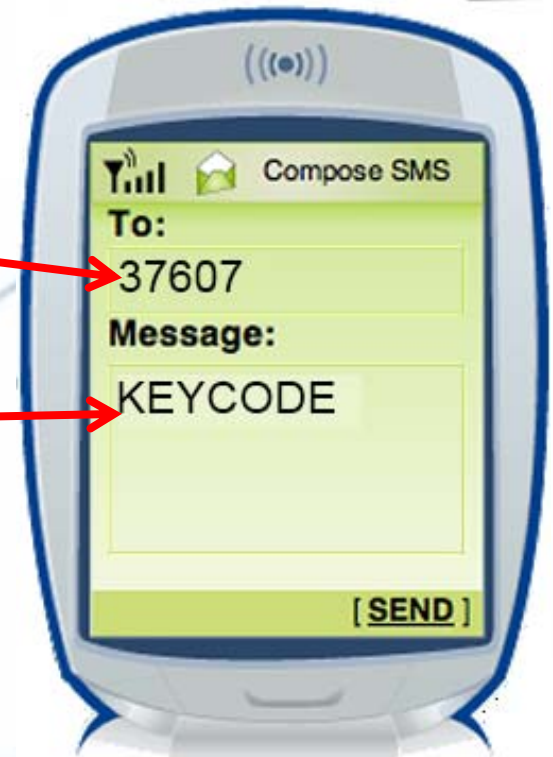 Compose SMS
To:
37607
Message:
KEYCODE
[ SEND ]